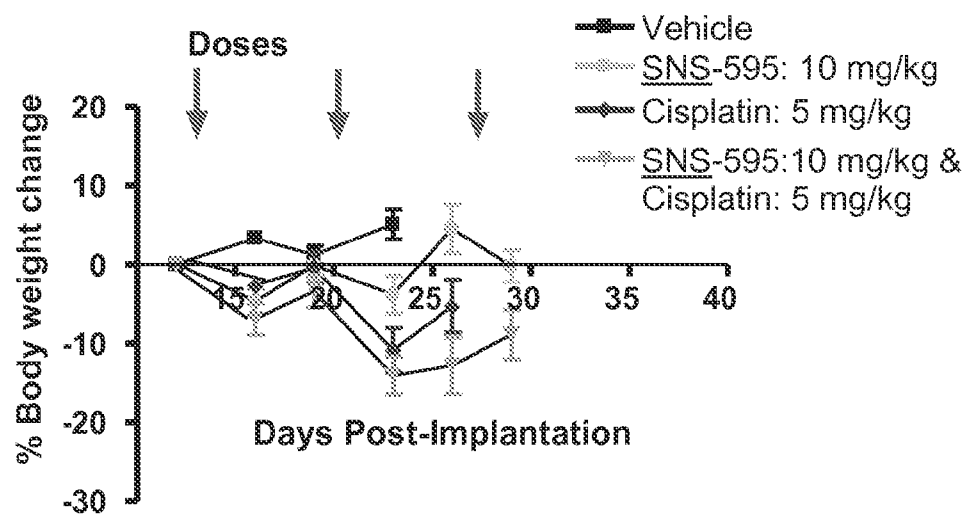 Doses
Vehicle
SNS-595: 10 mg/kg
Cisplatin: 5 mg/kg
SNS-595:10 mg/kg &
Cisplatin: 5 mg/kg
% Body weight change
20
10
0
-10
-20
-30
15
20
25
30
35
40
Days Post-Implantation